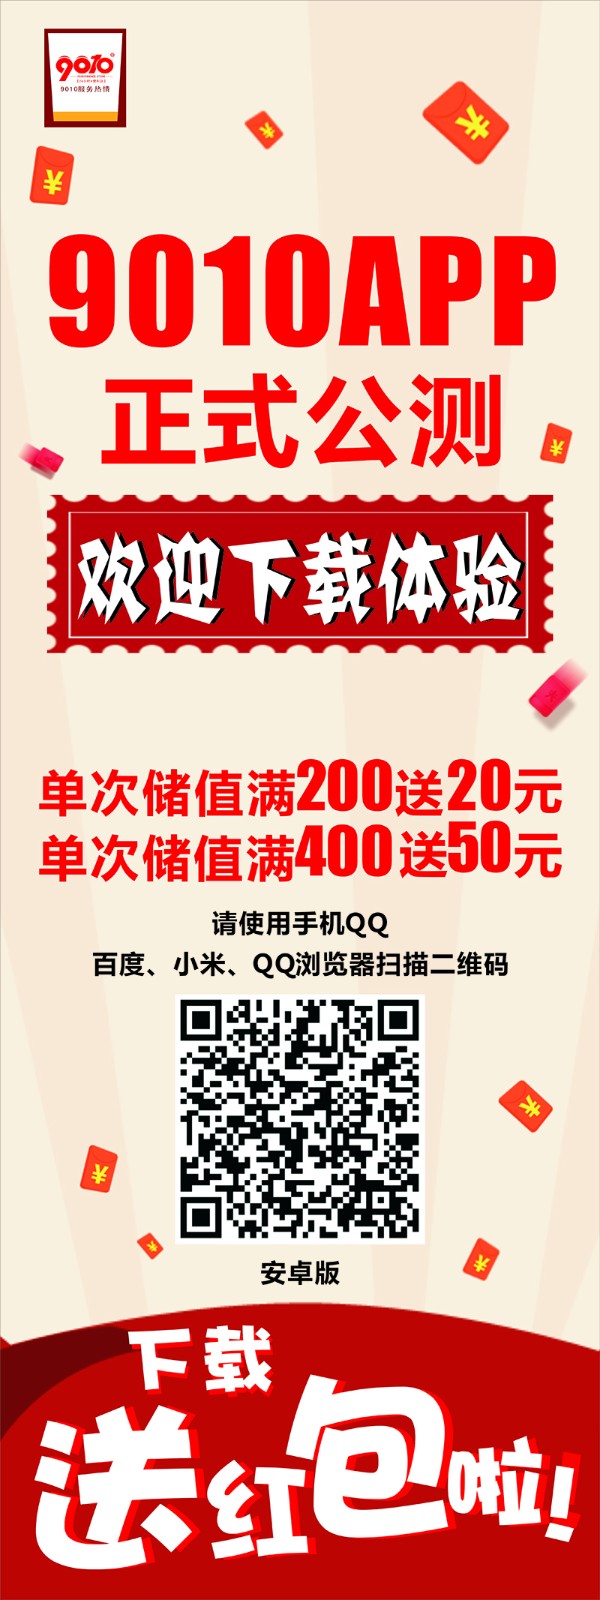 9010
9010服务热情
9010APP
正式公测
欢迎下载体验
单次储值满200送20元
单次储值满400送50元
请使用手机QQ
百度、小米、QQ浏览器扫描二维码
安卓版
下载
送红包啦!